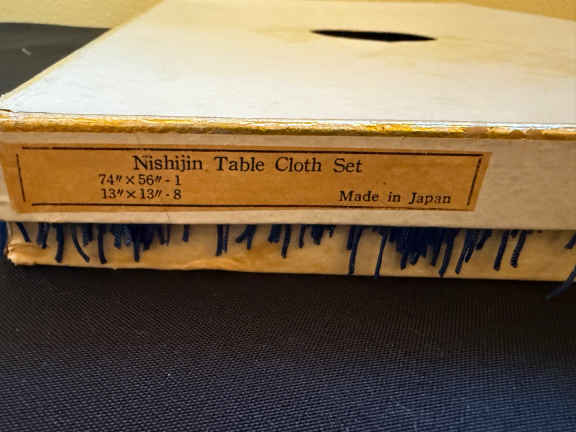 Nishijin Table Cloth Set
74″×56″-1
13″×13″-8
Made in Japan